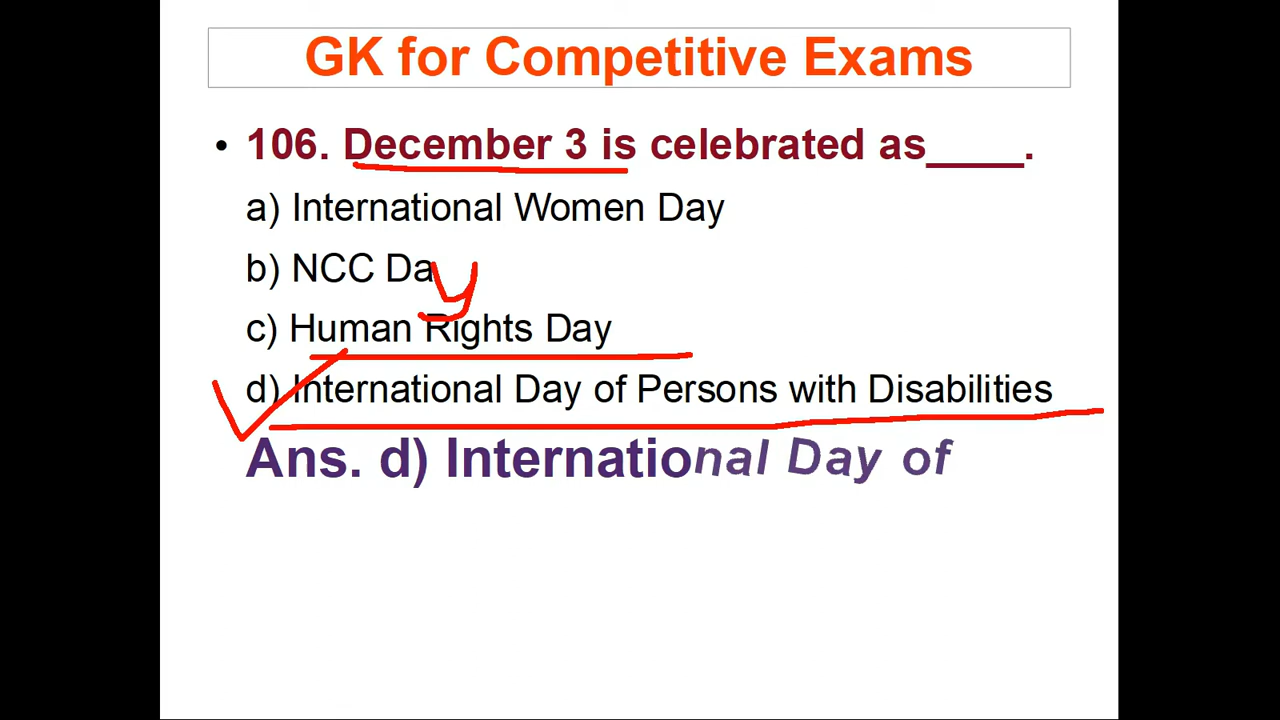 GK for Competitive Exams
• 106. December 3 is celebrated as____.
a) International Women Day
b) NCC Day
c) Human Rights Day
d) International Day of Persons with Disabilities
Ans. d) International Day of